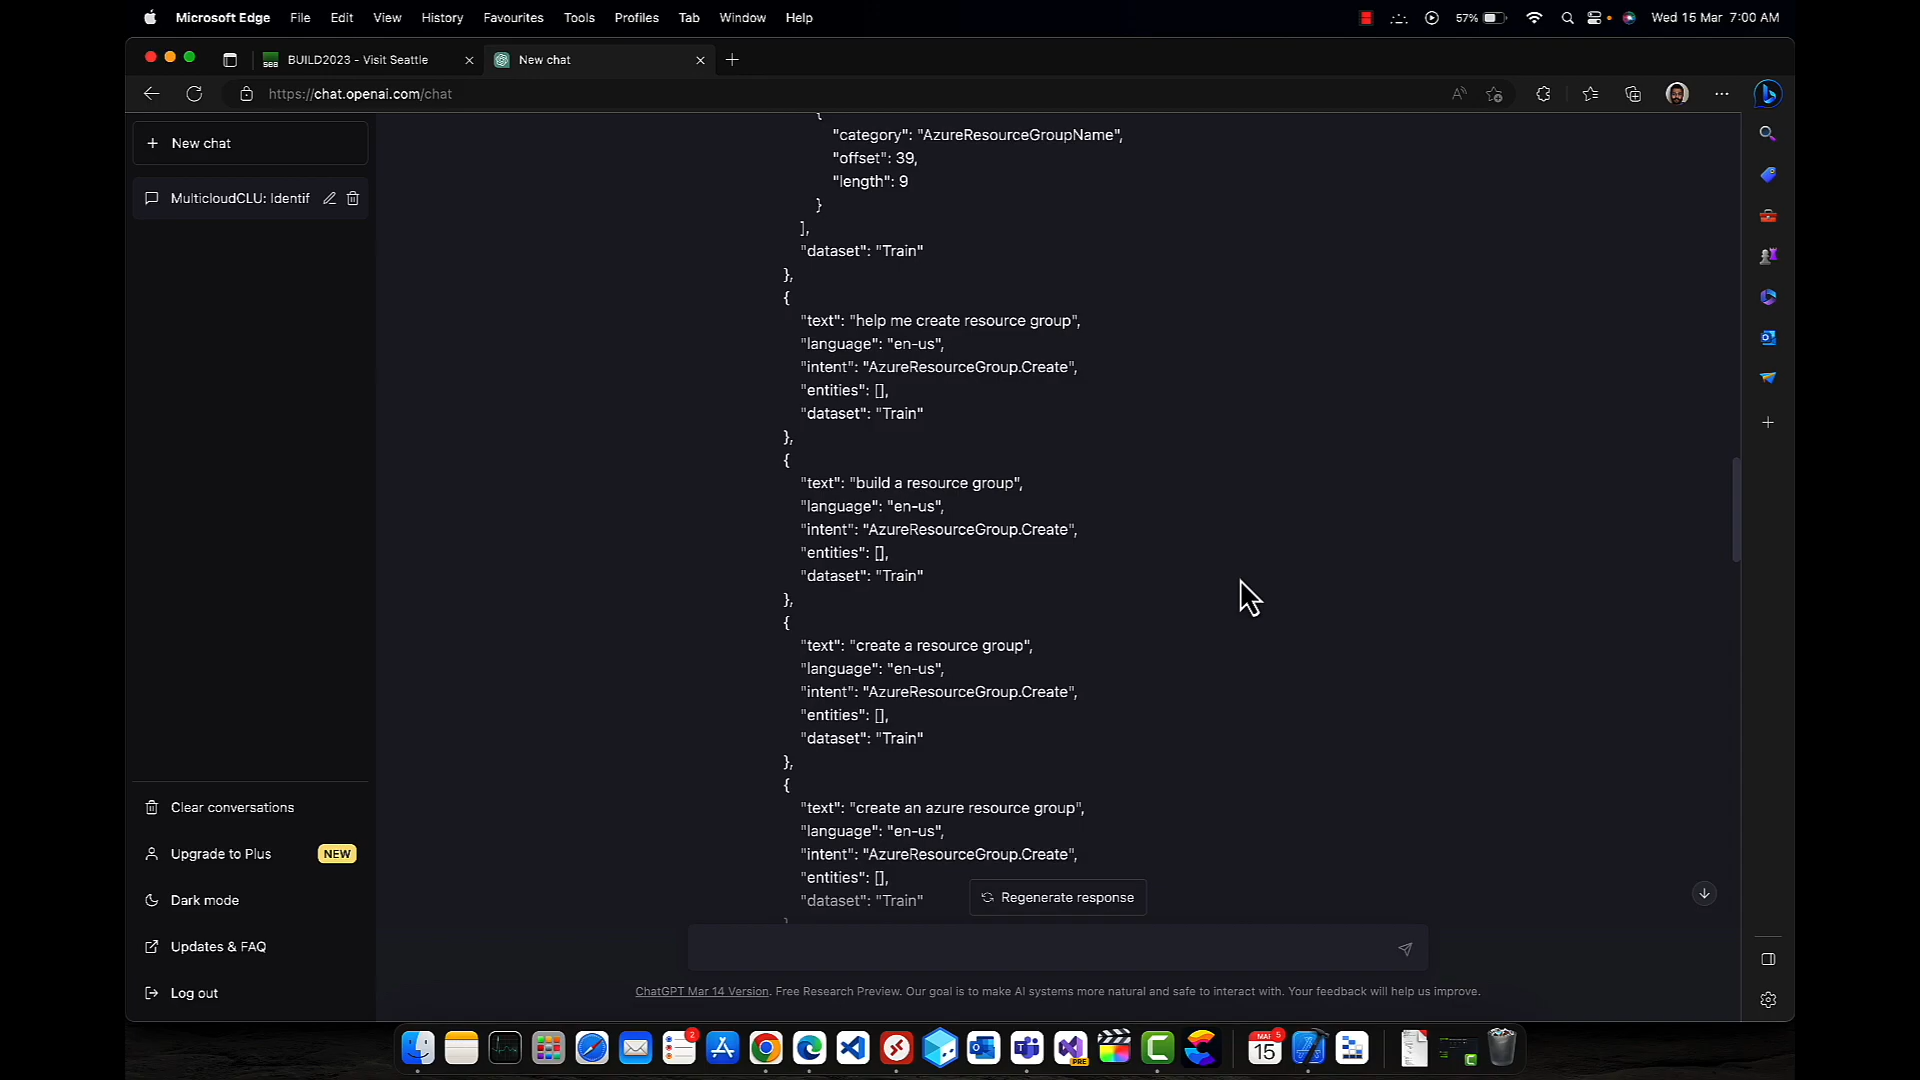 Microsoft Edge File Edit View History Favourites Tools Profiles Tab Window Help 57% Wed 15 Mar 7:00 AM
BUILD2023 - Visit Seattle New chat
https://chat.openai.com/chat
New chat
MulticloudCLU: Identif
{
"category": "AzureResourceGroupName",
"offset": 39,
"length": 9
}
],
"dataset": "Train"
},
{
"text": "help me create resource group",
"language": "en-us",
"intent": "AzureResourceGroup.Create",
"entities": [],
"dataset": "Train"
},
{
"text": "build a resource group",
"language": "en-us",
"intent": "AzureResourceGroup.Create",
"entities": [],
"dataset": "Train"
},
{
"text": "create a resource group",
"language": "en-us",
"intent": "AzureResourceGroup.Create",
"entities": [],
"dataset": "Train"
},
{
"text": "create an azure resource group",
"language": "en-us",
"intent": "AzureResourceGroup.Create",
"entities": [],
"dataset": "Train"
Regenerate response
Clear conversations
Upgrade to Plus NEW
Dark mode
Updates & FAQ
Log out
ChatGPT Mar 14 Version. Free Research Preview. Our goal is to make AI systems more natural and safe to interact with. Your feedback will help us improve.
2
PRE
MAI 5
15